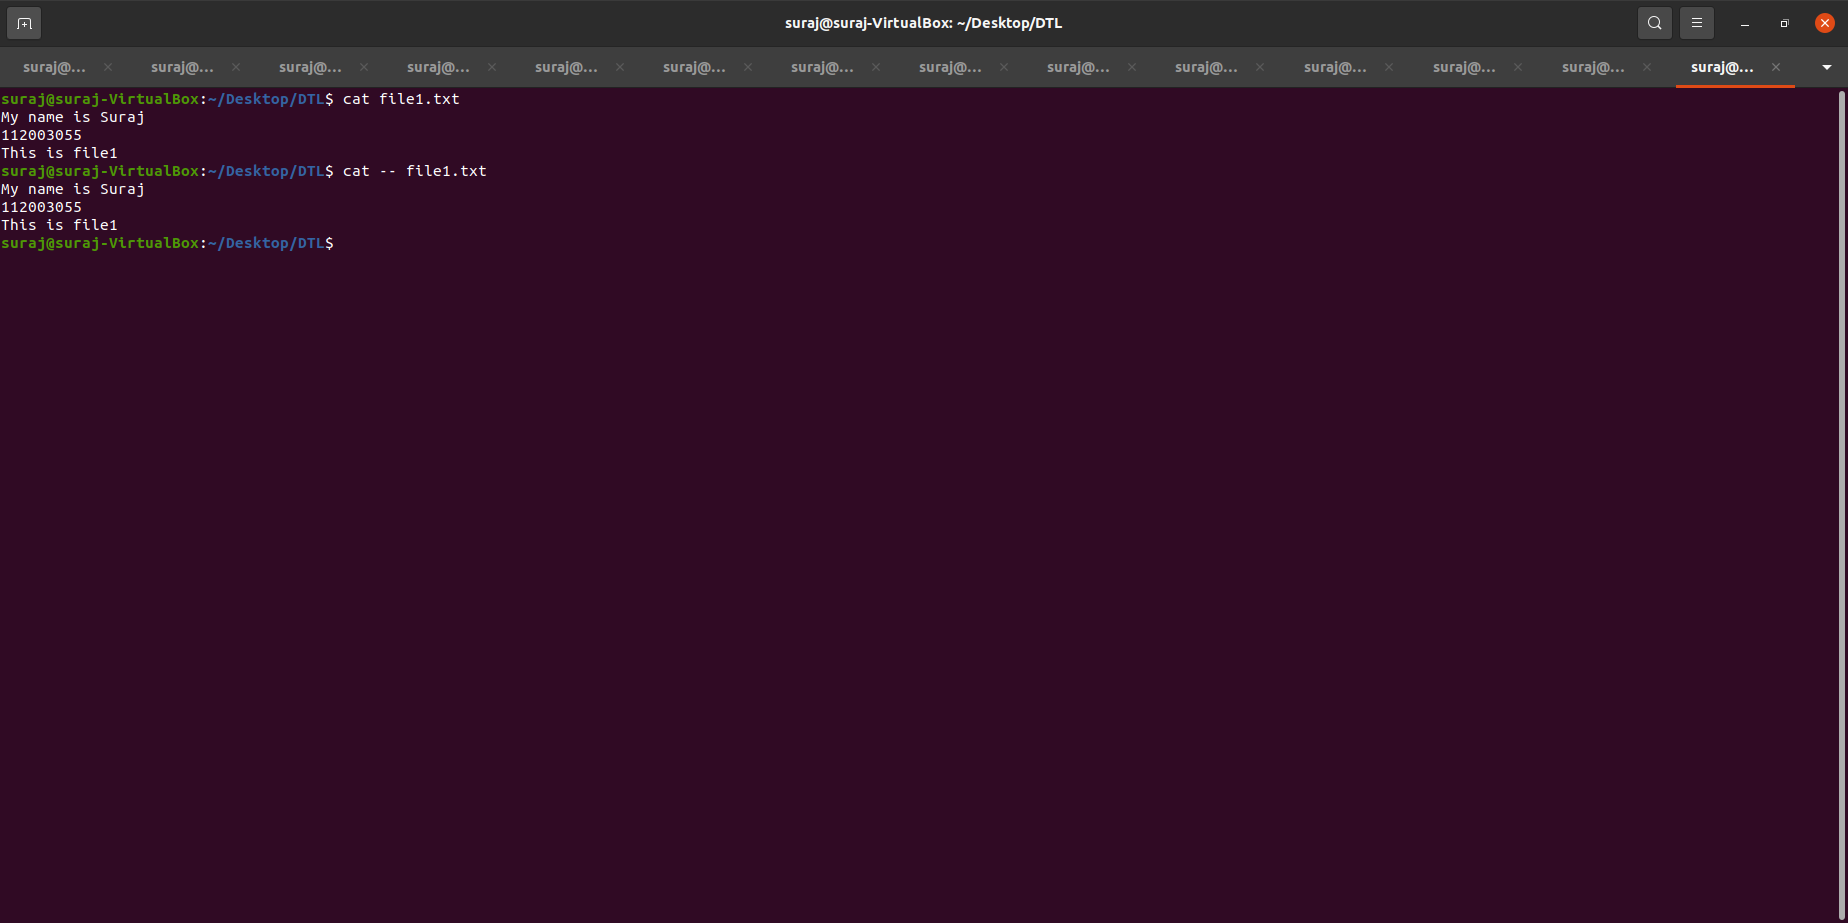 suraj@suraj-VirtualBox: ~/Desktop/DTL
suraj@... suraj@... suraj@... suraj@... suraj@... suraj@... suraj@... suraj@... suraj@... suraj@... suraj@... suraj@... suraj@... suraj@...
suraj@suraj-VirtualBox:~/Desktop/DTL$ cat file1.txt
My name is Suraj
112003055
This is file1
suraj@suraj-VirtualBox:~/Desktop/DTL$ cat -- file1.txt
My name is Suraj
112003055
This is file1
suraj@suraj-VirtualBox:~/Desktop/DTL$